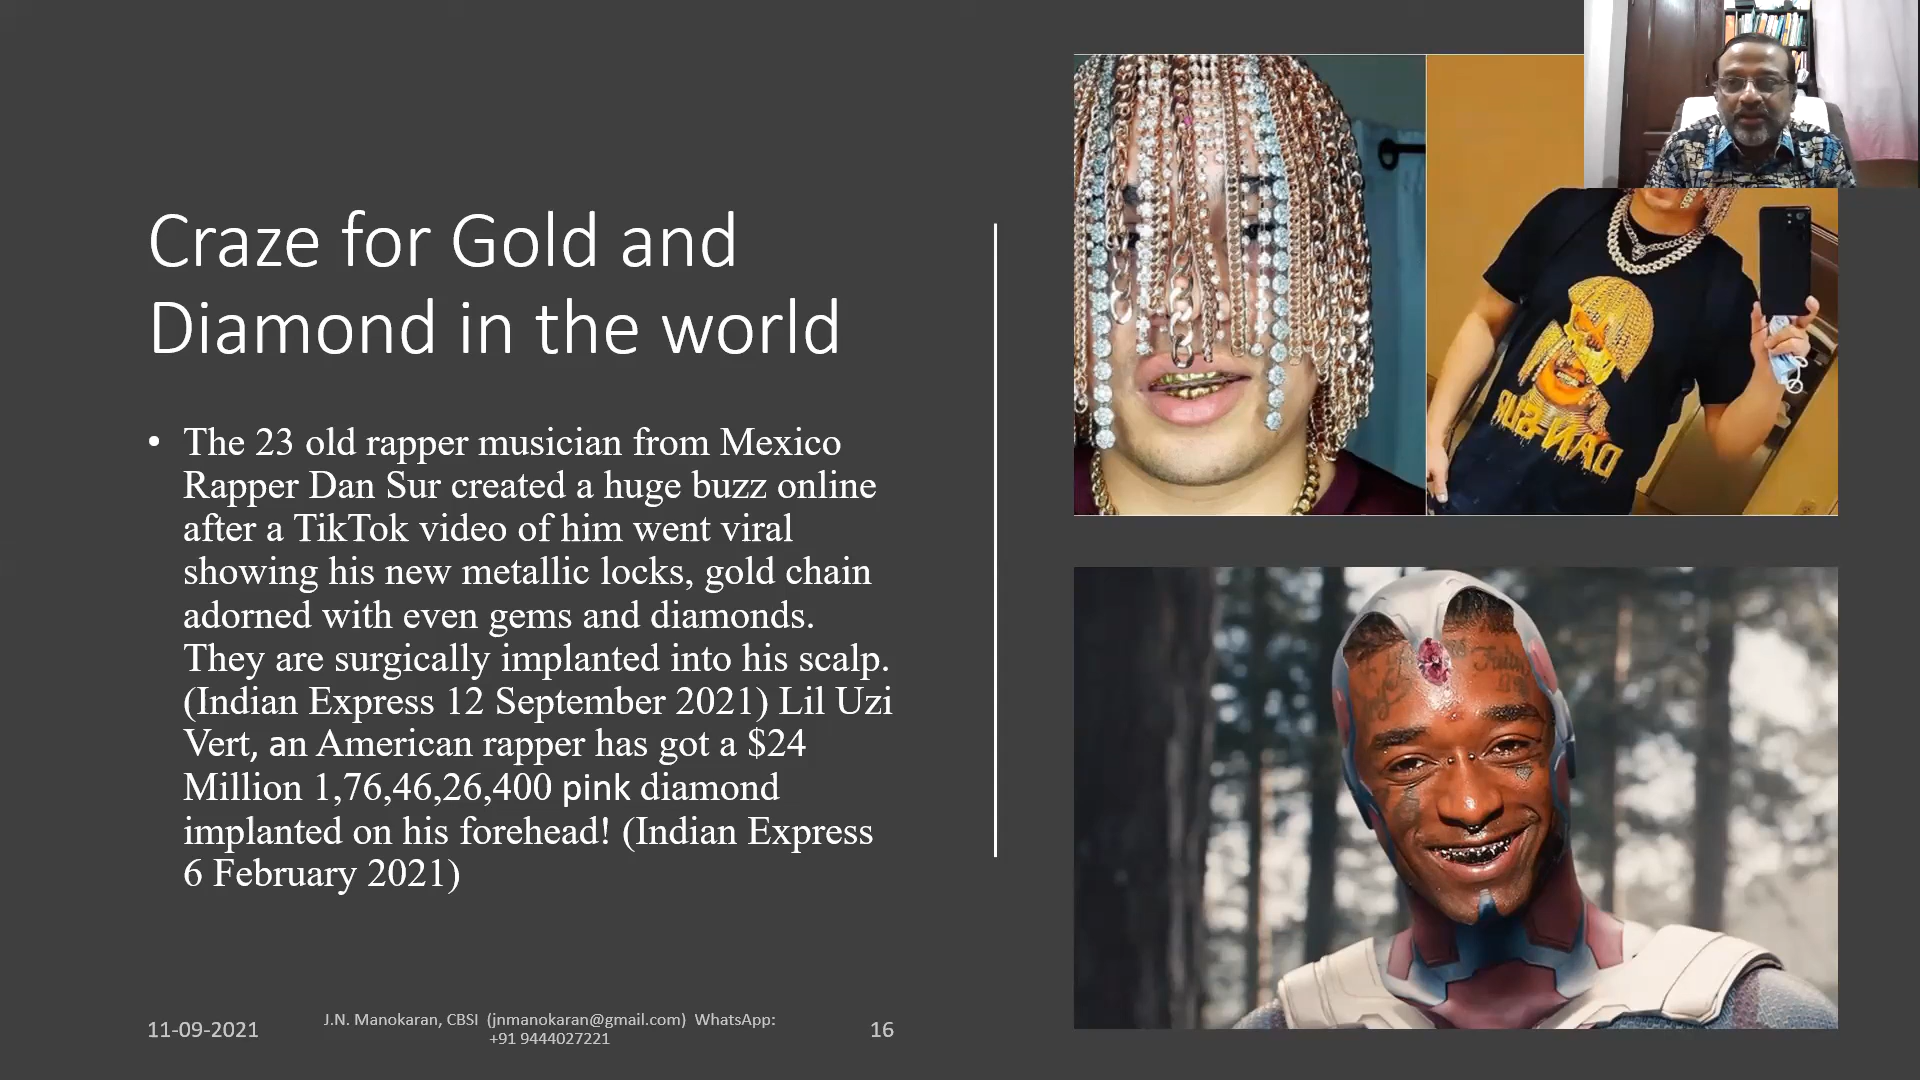 Craze for Gold and
Diamond in the world
• The 23 old rapper musician from Mexico
Rapper Dan Sur created a huge buzz online
after a TikTok video of him went viral
showing his new metallic locks, gold chain
adorned with even gems and diamonds.
They are surgically implanted into his scalp.
(Indian Express 12 September 2021) Lil Uzi
Vert, an American rapper has got a $24
Million 1,76,46,26,400 pink diamond
implanted on his forehead! (Indian Express
6 February 2021)
DAN SUR
11-09-2021
J.N. Manokaran, CBSI (jnmanokaran@gmail.com) WhatsApp:
+91 9444027221
16